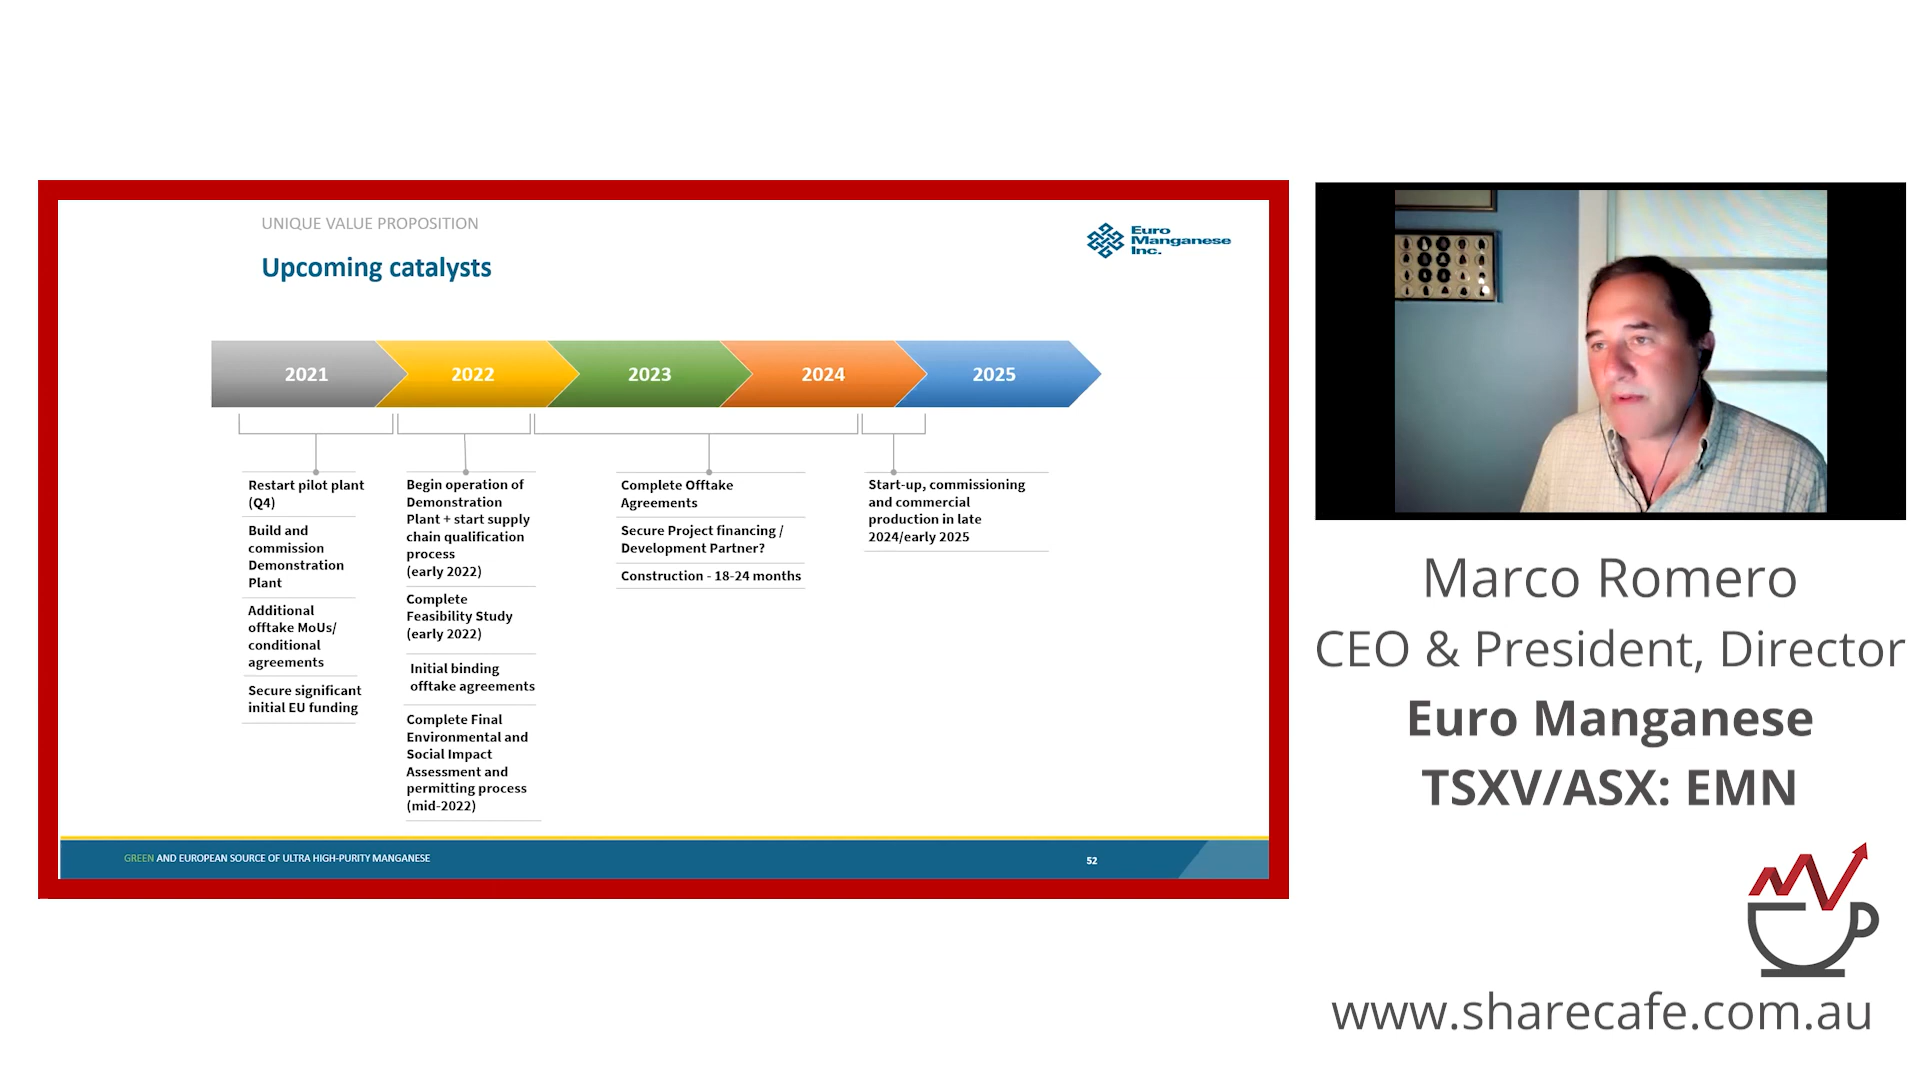 UNIQUE VALUE PROPOSITION
Upcoming catalysts
Euro
Manganese
Inc.
2021
2022
2023
2024
2025
Restart pilot plant
(Q4)
Build and
commission
Demonstration
Plant
Additional
offtake MoUs/
conditional
agreements
Secure significant
initial EU funding
Begin operation of
Demonstration
Plant + start supply
chain qualification
process
(early 2022)
Complete
Feasibility Study
(early 2022)
Initial binding
offtake agreements
Complete Final
Environmental and
Social Impact
Assessment and
permitting process
(mid-2022)
Complete Offtake
Agreements
Secure Project financing /
Development Partner?
Construction - 18-24 months
Start-up, commissioning
and commercial
production in late
2024/early 2025
GREEN AND EUROPEAN SOURCE OF ULTRA HIGH-PURITY MANGANESE
52
Marco Romero
CEO & President, Director
Euro Manganese
TSXV/ASX: EMN
www.sharecafe.com.au